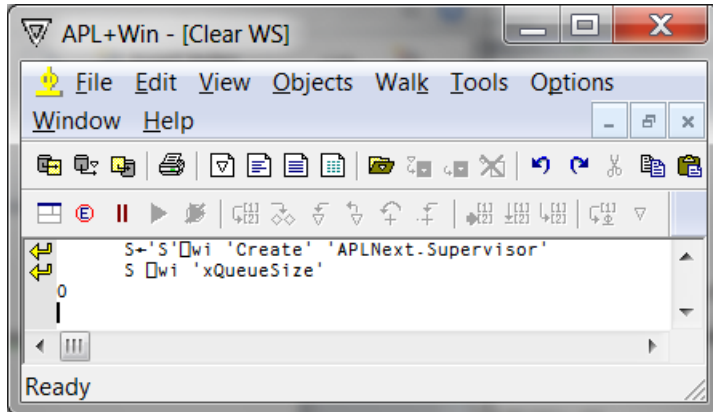 APL+Win - [Clear WS]
File Edit View Objects Walk Tools Options
Window Help
S←'S'⎕wi 'Create' 'APLNext.Supervisor'
S ⎕wi 'xQueueSize'
0
Ready